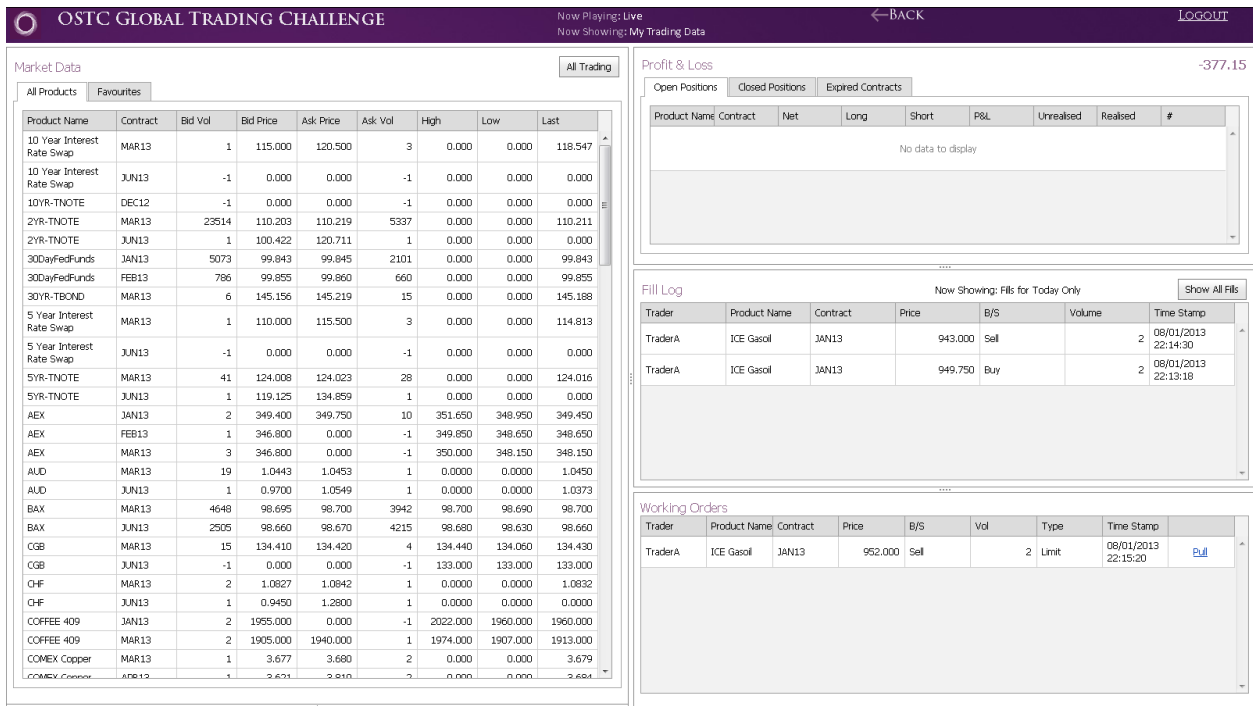 OSTC GLOBAL TRADING CHALLENGE
Now Playing: Live
Now Showing: My Trading Data
BACK
LOGOUT
Market Data
All Trading
All Products Favourites
Product Name Contract Bid Vol Bid Price Ask Price Ask Vol High Low Last
10 Year Interest
Rate Swap MAR13 1 115.000 120.500 3 0.000 0.000 118.547
10 Year Interest
Rate Swap JUN13 -1 0.000 0.000 -1 0.000 0.000 0.000
10YR-TNOTE DEC12 -1 0.000 0.000 -1 0.000 0.000 0.000
2YR-TNOTE MAR13 23514 110.203 110.219 5337 0.000 0.000 110.211
2YR-TNOTE JUN13 1 100.422 120.711 1 0.000 0.000 0.000
30DayFedFunds JAN13 5073 99.843 99.845 2101 0.000 0.000 99.843
30DayFedFunds FEB13 786 99.855 99.860 660 0.000 0.000 99.855
30YR-TBOND MAR13 6 145.156 145.219 15 0.000 0.000 145.188
5 Year Interest
Rate Swap MAR13 1 110.000 115.500 3 0.000 0.000 114.813
5 Year Interest
Rate Swap JUN13 -1 0.000 0.000 -1 0.000 0.000 0.000
5YR-TNOTE MAR13 41 124.008 124.023 28 0.000 0.000 124.016
5YR-TNOTE JUN13 1 119.125 134.859 1 0.000 0.000 0.000
AEX JAN13 2 349.400 349.750 10 351.650 348.950 349.450
AEX FEB13 1 346.800 0.000 -1 349.850 348.650 348.650
AEX MAR13 3 346.800 0.000 -1 350.000 348.150 348.150
AUD MAR13 19 1.0443 1.0453 1 0.0000 0.0000 1.0450
AUD JUN13 1 0.9700 1.0549 1 0.0000 0.0000 1.0373
BAX MAR13 4648 98.695 98.700 3942 98.700 98.690 98.700
BAX JUN13 2505 98.660 98.670 4215 98.680 98.630 98.660
CGB MAR13 15 134.410 134.420 4 134.440 134.060 134.430
CGB JUN13 -1 0.000 0.000 -1 133.000 133.000 133.000
CHF MAR13 2 1.0827 1.0842 1 0.0000 0.0000 1.0832
CHF JUN13 1 0.9450 1.2800 1 0.0000 0.0000 0.0000
COFFEE 409 JAN13 2 1955.000 0.000 -1 2022.000 1960.000 1960.000
COFFEE 409 MAR13 2 1905.000 1940.000 1 1974.000 1907.000 1913.000
COMEX Copper MAR13 1 3.677 3.680 2 0.000 0.000 3.679
Profit & Loss
-377.15
Open Positions Closed Positions Expired Contracts
Product Name Contract Net Long Short P&L Unrealised Realised #
No data to display
Fill Log
Now Showing: Fills for Today Only
Show All Fills
Trader Product Name Contract Price B/S Volume Time Stamp
TraderA ICE Gasoil JAN13 943.000 Sell 2 08/01/2013
22:14:30
TraderA ICE Gasoil JAN13 949.750 Buy 2 08/01/2013
22:13:18
Working Orders
Trader Product Name Contract Price B/S Vol Type Time Stamp
TraderA ICE Gasoil JAN13 952.000 Sell 2 Limit 08/01/2013
22:15:20 Pull